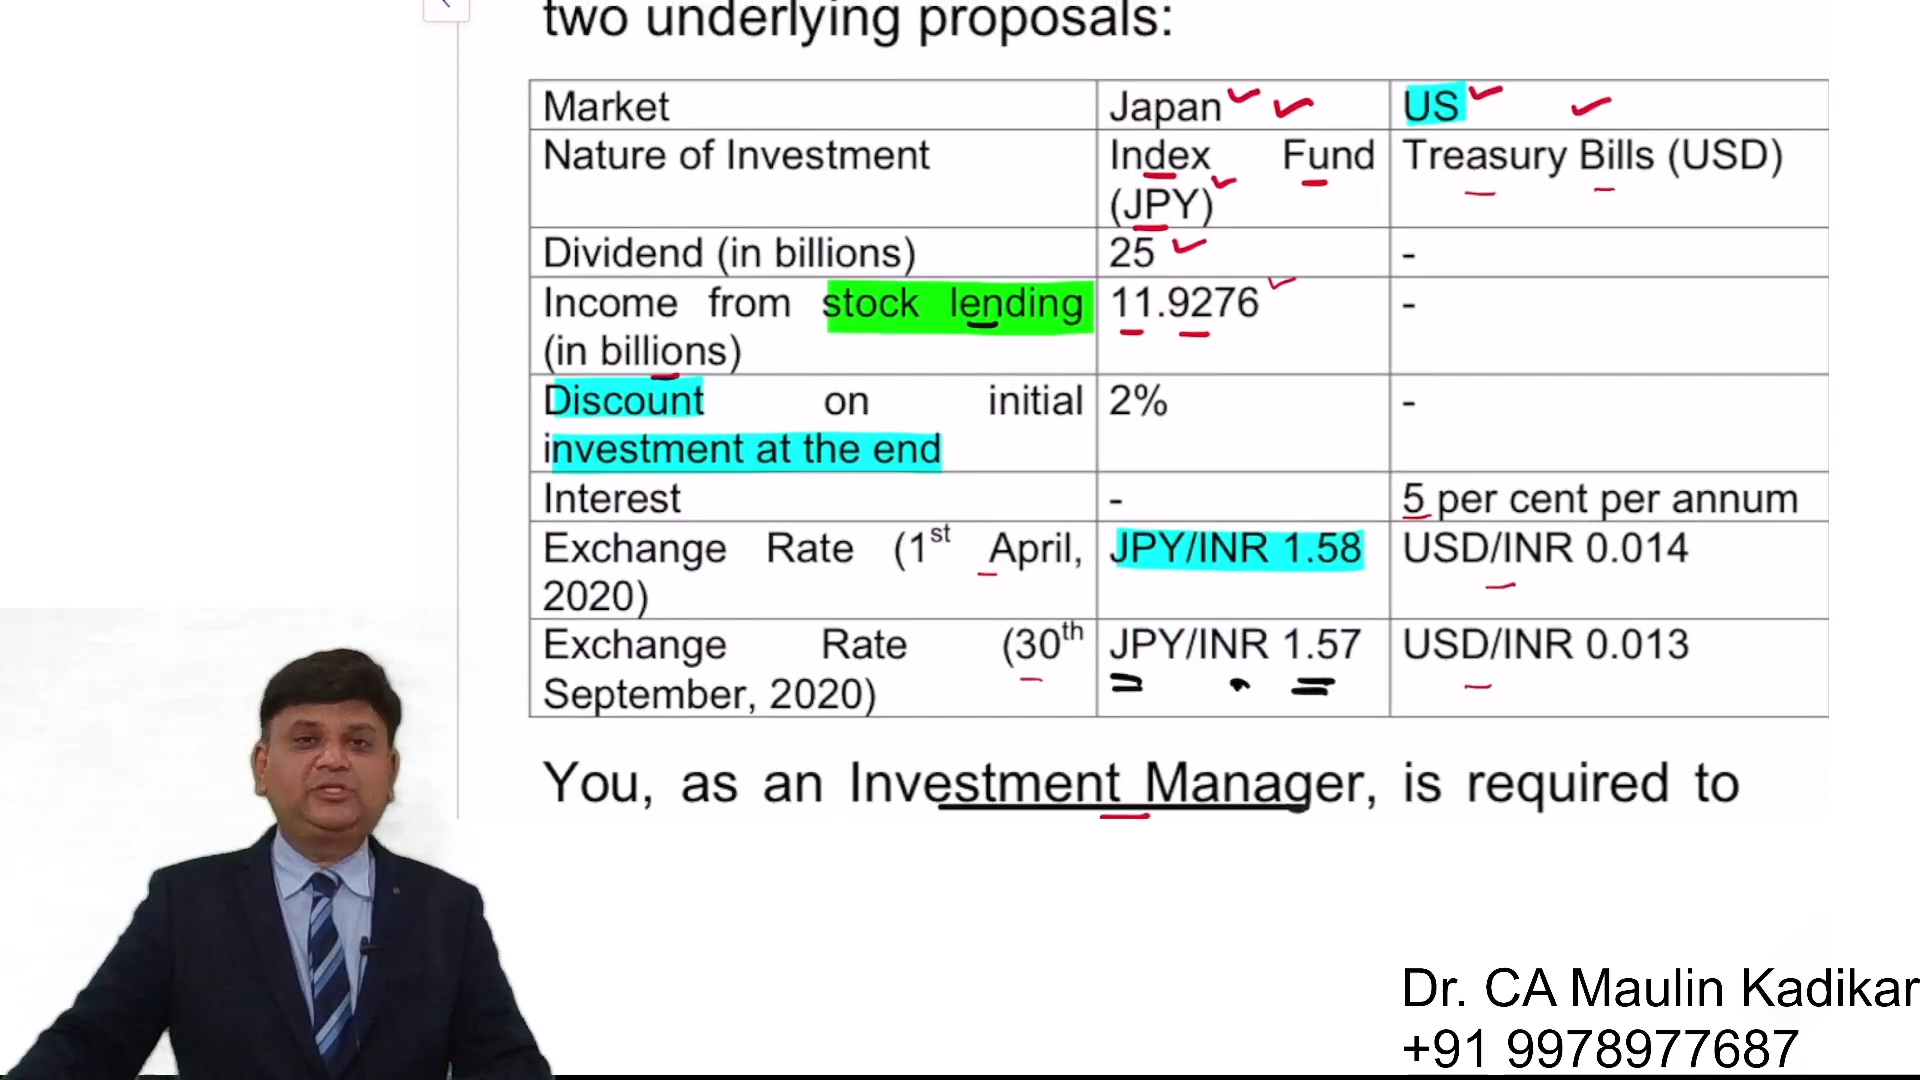 two underlying proposals:
Market Japan US
Nature of Investment Index Fund Treasury Bills (USD)
(JPY)
Dividend (in billions) 25 -
Income from stock lending 11.9276 -
(in billions)
Discount on initial 2% -
investment at the end
Interest - 5 per cent per annum
Exchange Rate (1st April, JPY/INR 1.58 USD/INR 0.014
2020)
Exchange Rate (30th JPY/INR 1.57 USD/INR 0.013
September, 2020)
You, as an Investment Manager, is required to
Dr. CA Maulin Kadikar
+91 9978977687